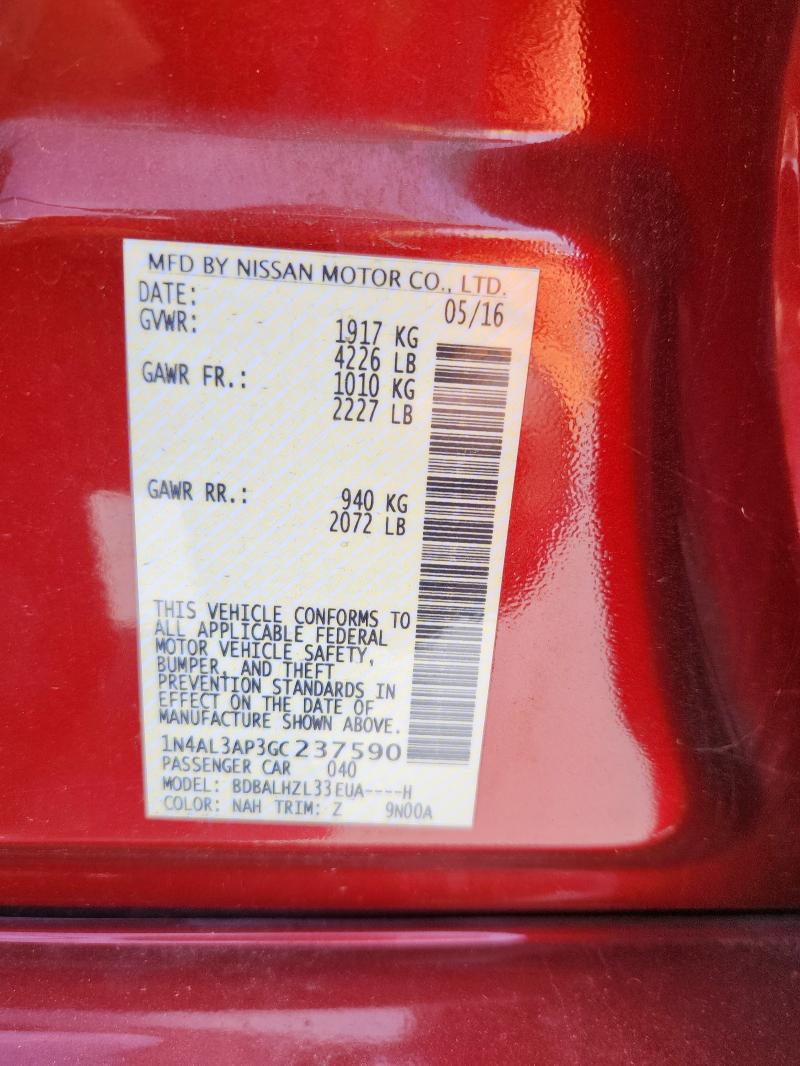 MFD BY NISSAN MOTOR CO., LTD.
DATE: 05/16
GVWR: 1917 KG
4226 LB
GAWR FR.: 1010 KG
2227 LB
GAWR RR.: 940 KG
2072 LB
THIS VEHICLE CONFORMS TO
ALL APPLICABLE FEDERAL
MOTOR VEHICLE SAFETY,
BUMPER, AND THEFT
PREVENTION STANDARDS IN
EFFECT ON THE DATE OF
MANUFACTURE SHOWN ABOVE.
1N4AL3AP3GC237590
PASSENGER CAR 040
MODEL: BDBALHZL33EUA----H
COLOR: NAH TRIM: Z 9N00A